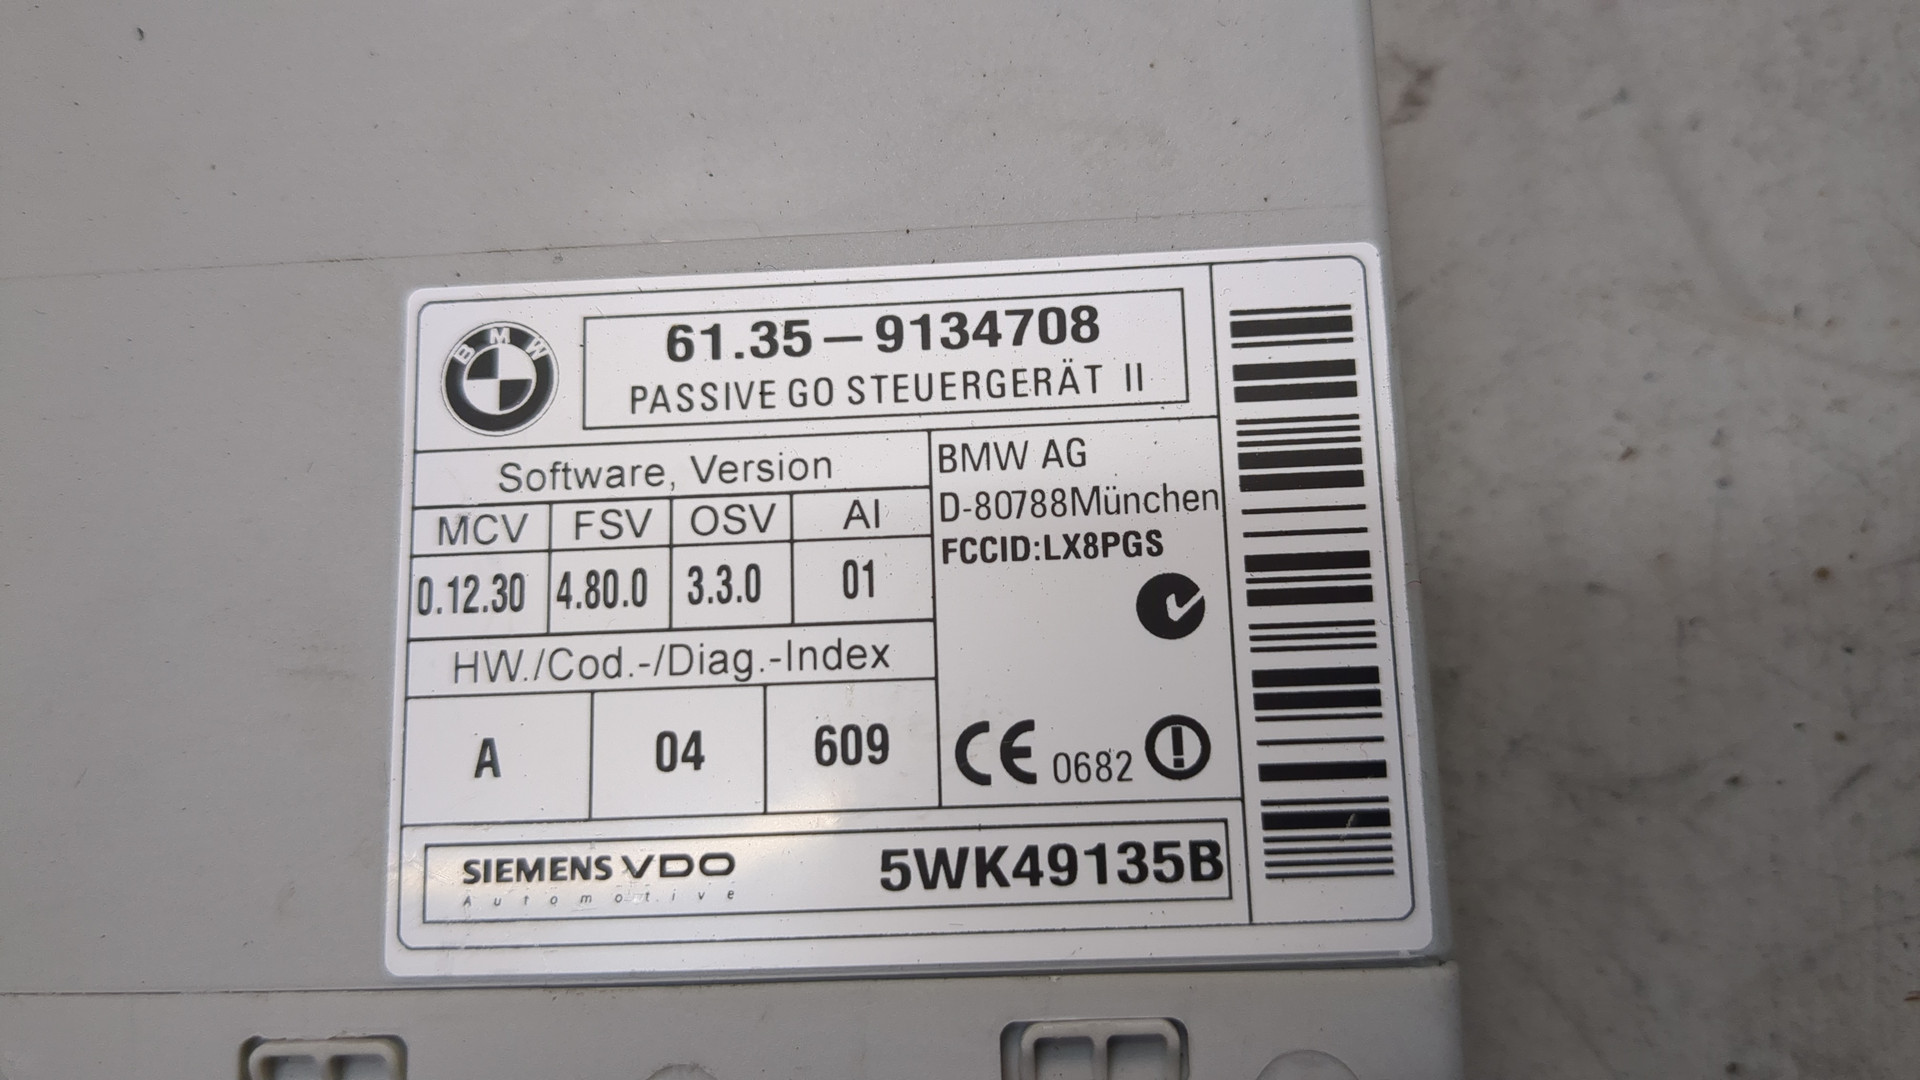 BMW
61.35-9134708
PASSIVE GO STEUERGERÄT II
Software, Version
MCV FSV OSV AI
0.12.30 4.80.0 3.3.0 01
HW./Cod.-/Diag.-Index
A 04 609
BMW AG
D-80788München
FCCID:LX8PGS
CE 0682
SIEMENS VDO
Automotive
5WK49135B